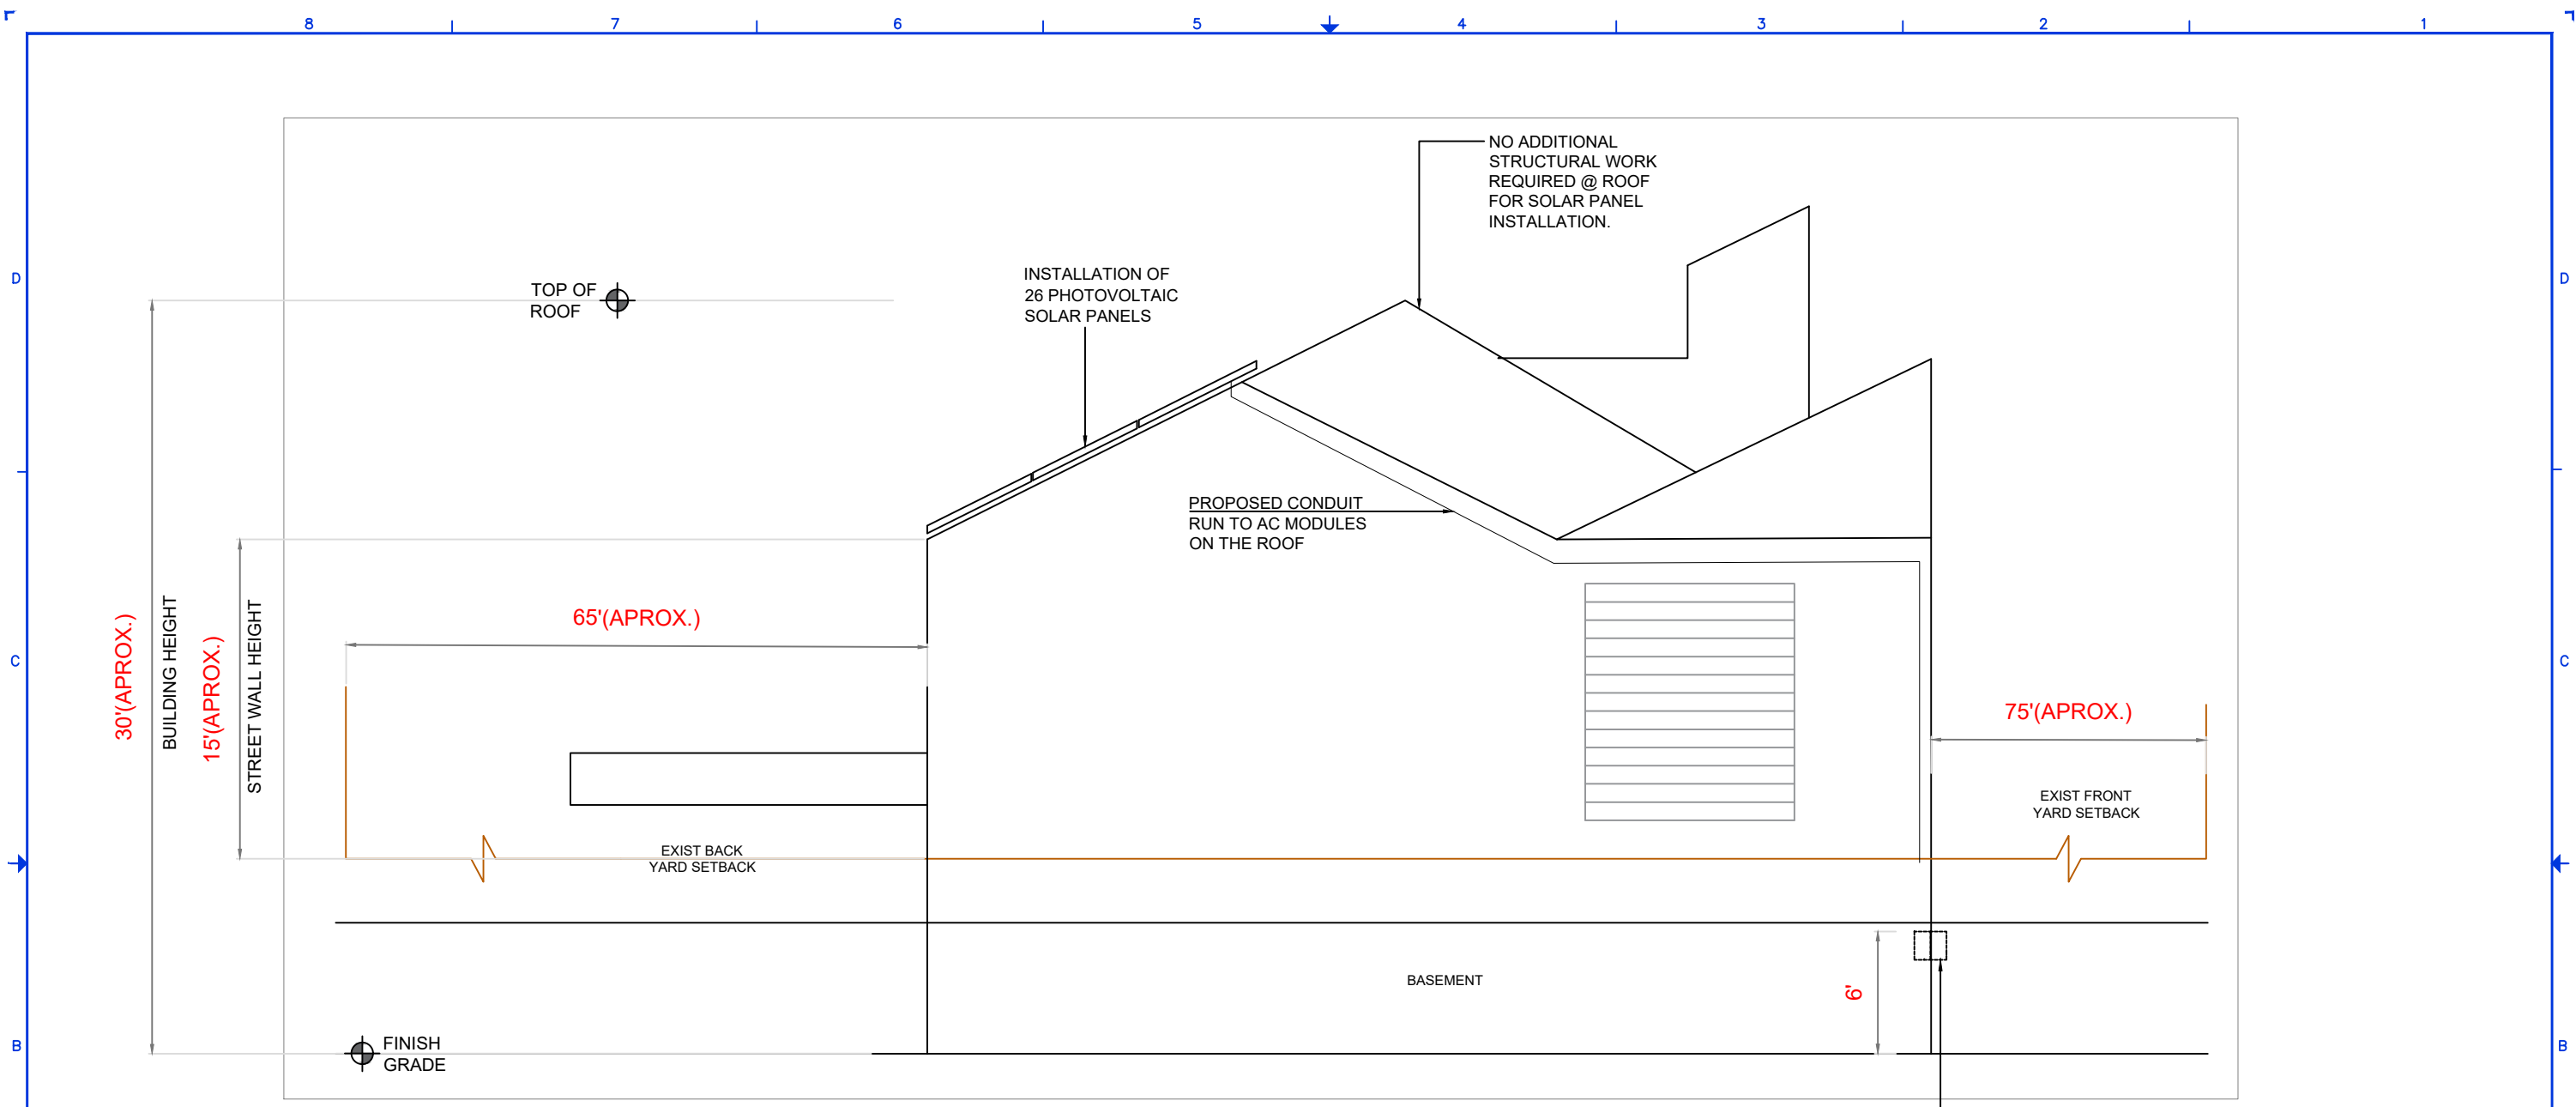 8 7 6 5 4 3 2 1
NO ADDITIONAL
STRUCTURAL WORK
REQUIRED @ ROOF
FOR SOLAR PANEL
INSTALLATION.
INSTALLATION OF
26 PHOTOVOLTAIC
SOLAR PANELS
D
D
TOP OF
ROOF
PROPOSED CONDUIT
RUN TO AC MODULES
ON THE ROOF
65'(APROX.)
30'(APROX.)
BUILDING HEIGHT
15'(APROX.)
STREET WALL HEIGHT
C
C
75'(APROX.)
EXIST FRONT
YARD SETBACK
EXIST BACK
YARD SETBACK
BASEMENT
6'
FINISH
GRADE
B
B